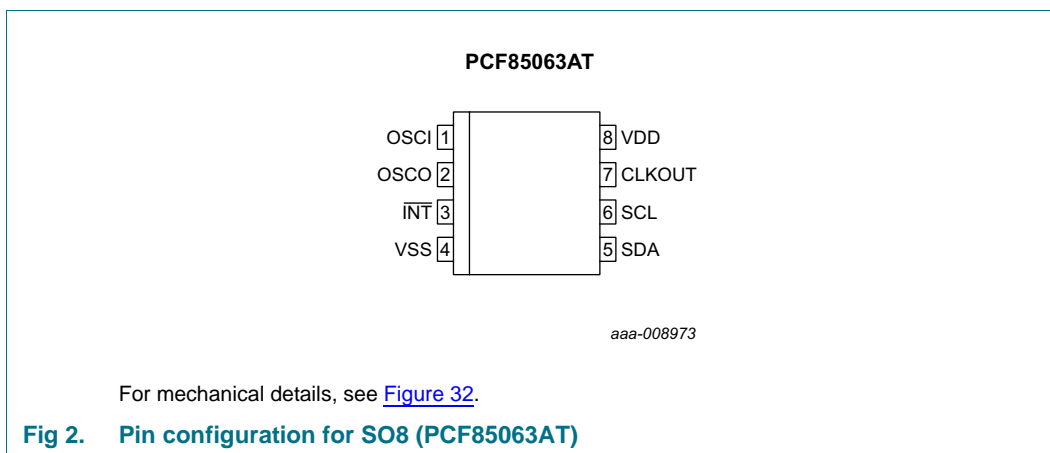 PCF85063AT
OSCI 1
OSCO 2
INT 3
VSS 4
8 VDD
7 CLKOUT
6 SCL
5 SDA
aaa-008973
For mechanical details, see Figure 32.
Fig 2. Pin configuration for SO8 (PCF85063AT)